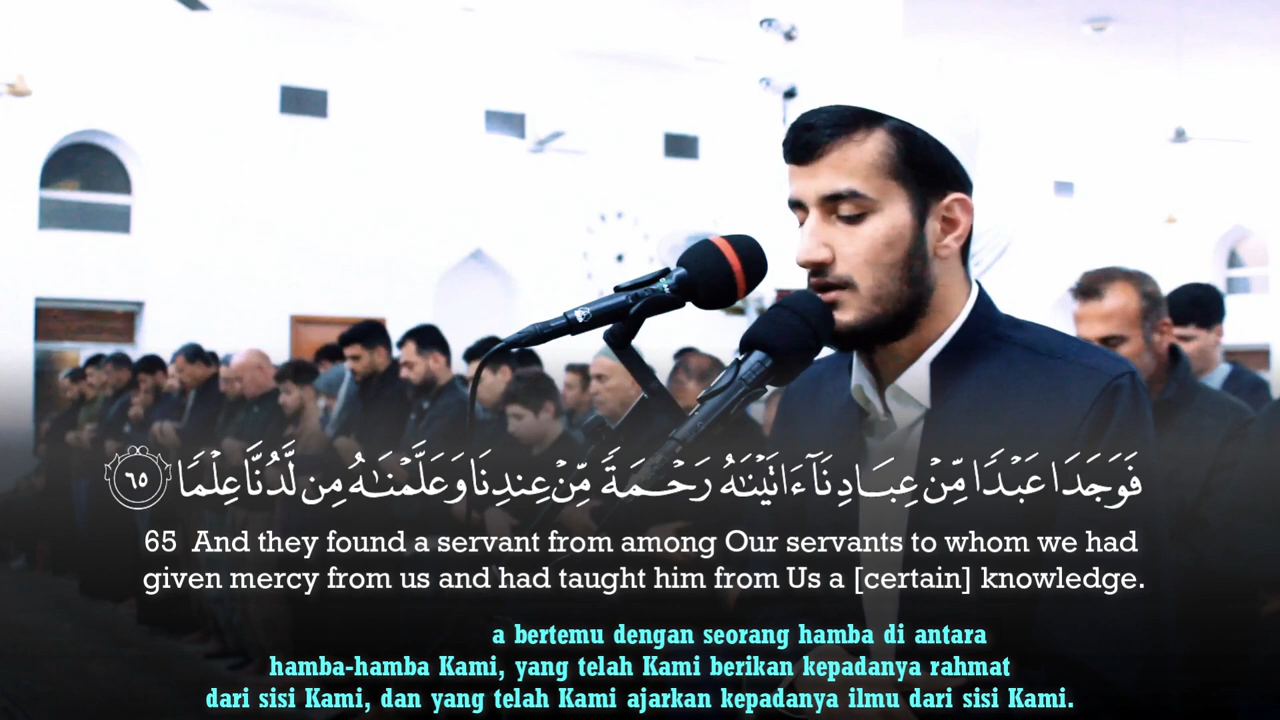 فَوَجَدَا عَبۡدًا مِّنۡ عِبَادِنَآ ءَاتَيۡنَٰهُ رَحۡمَةً مِّنۡ عِندِنَا وَعَلَّمۡنَٰهُ مِن لَّدُنَّا عِلۡمًا ٦٥
65 And they found a servant from among Our servants to whom we had
given mercy from us and had taught him from Us a [certain] knowledge.
a bertemu dengan seorang hamba di antara
hamba-hamba Kami, yang telah Kami berikan kepadanya rahmat
dari sisi Kami, dan yang telah Kami ajarkan kepadanya ilmu dari sisi Kami.